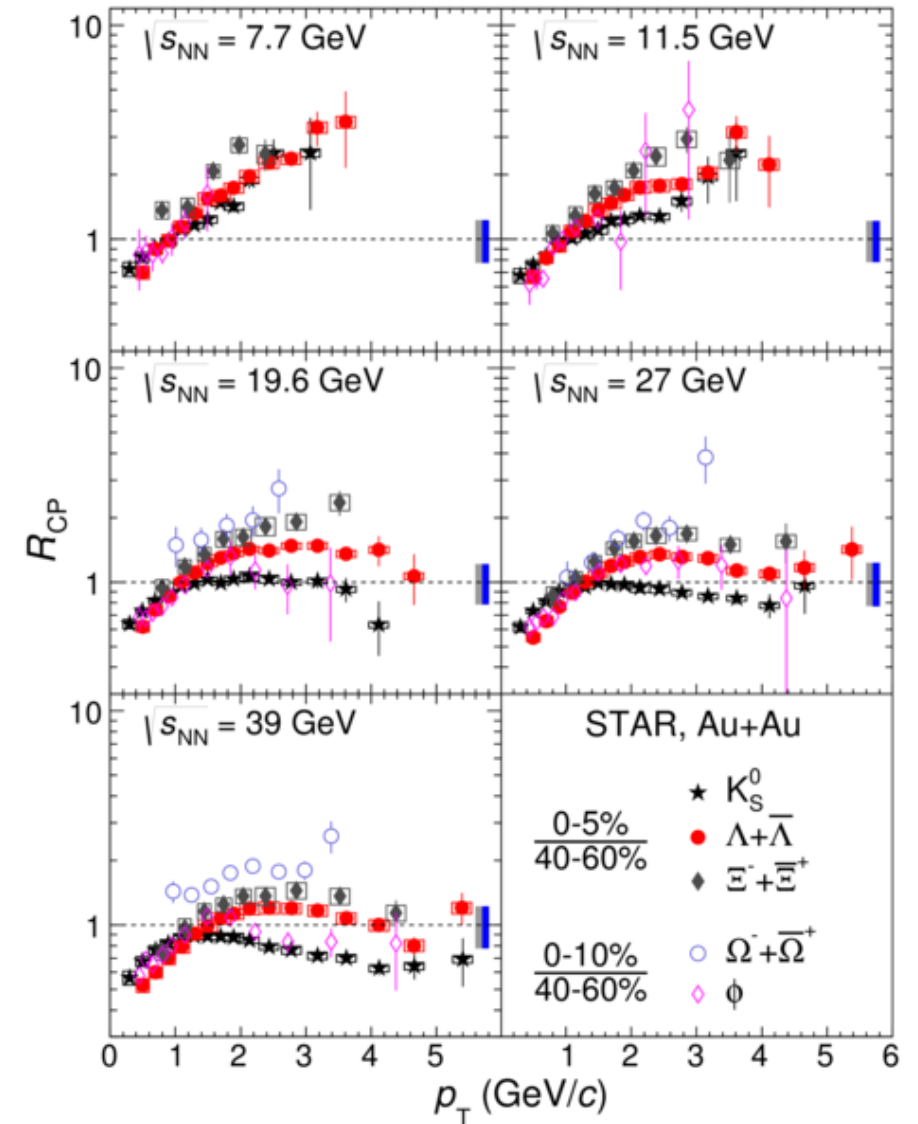 10
√sNN = 7.7 GeV
√sNN = 11.5 GeV
1
10
√sNN = 19.6 GeV
√sNN = 27 GeV
RCP
1
10
√sNN = 39 GeV
STAR, Au+Au
0-5%
40-60%
K⁰S
Λ+Λ̅
Ξ⁻+Ξ̅⁺
1
0-10%
40-60%
Ω⁻+Ω̅⁺
ϕ
0 1 2 3 4 5
1 2 3 4 5 6
pT (GeV/c)